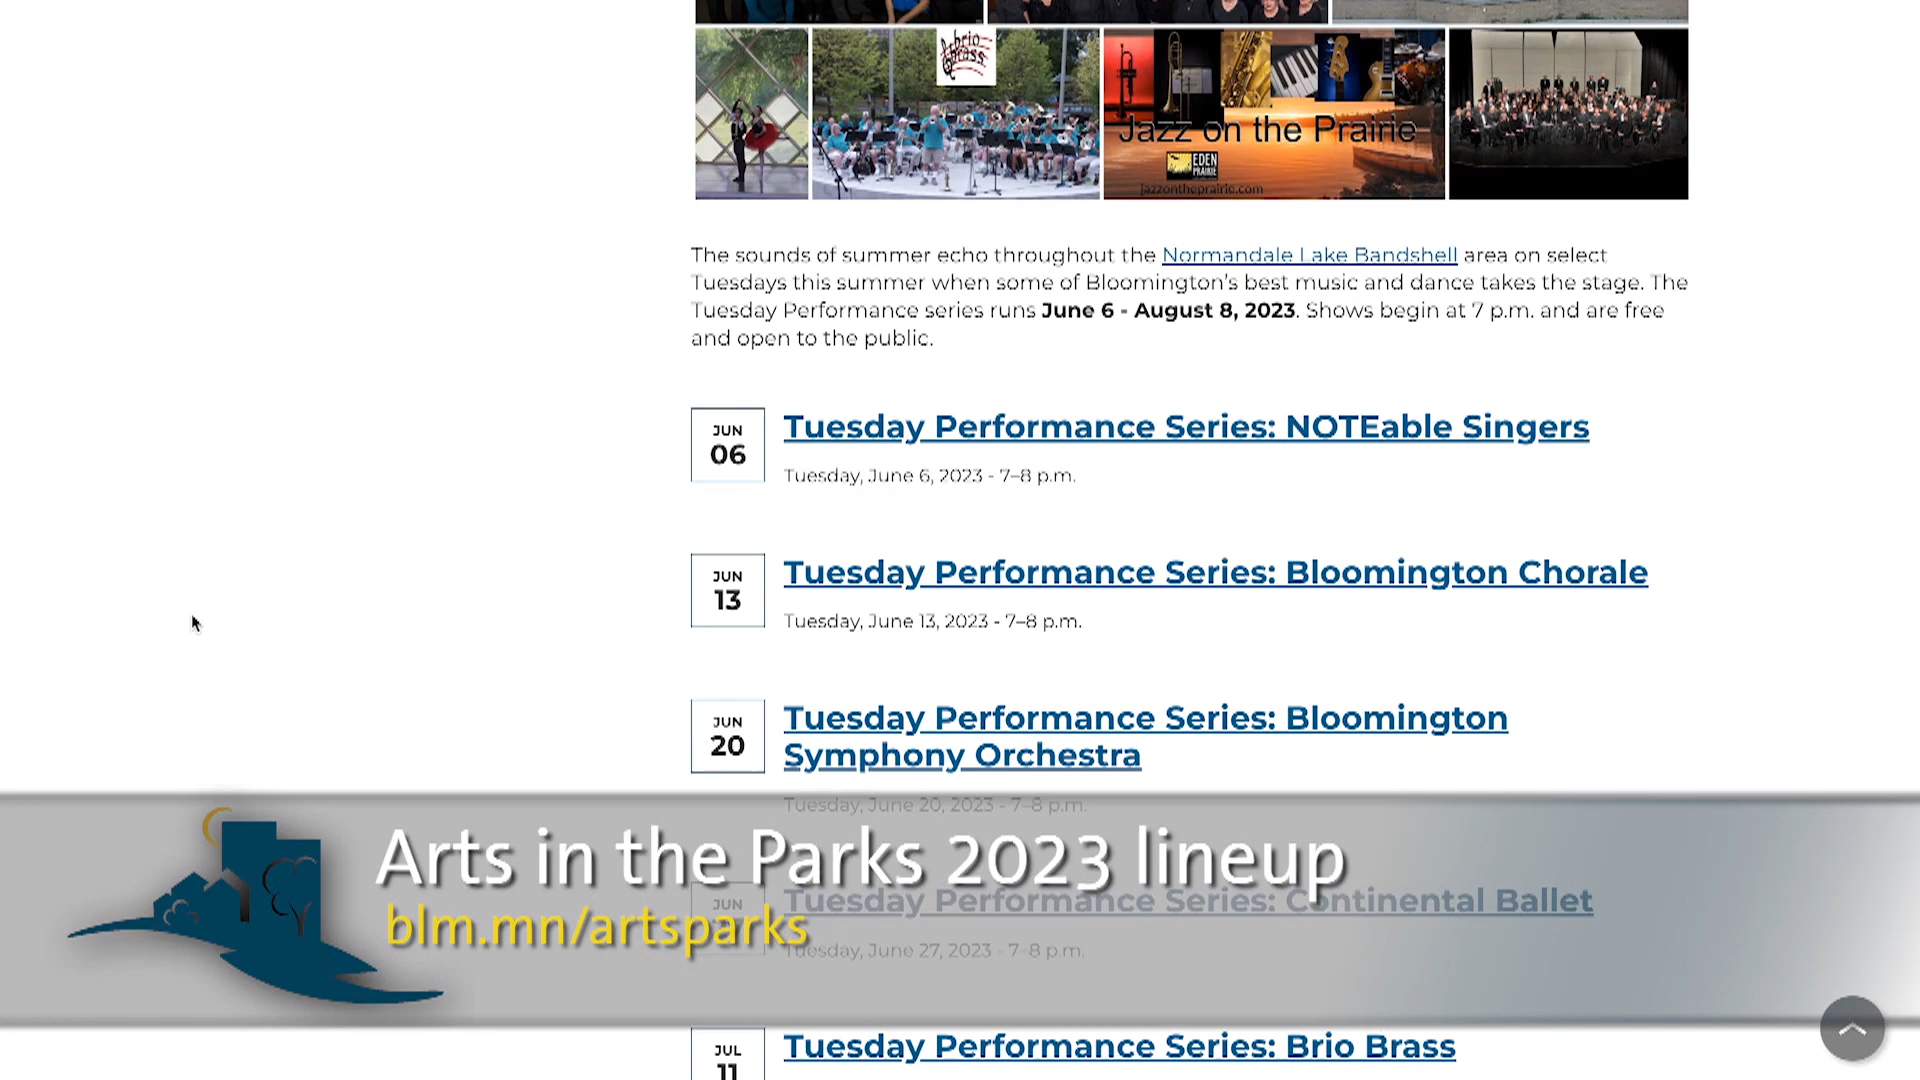 brio
brass
Jazz on the Prairie
EDEN
PRAIRIE
jazzontheprairie.com
The sounds of summer echo throughout the Normandale Lake Bandshell area on select
Tuesdays this summer when some of Bloomington's best music and dance takes the stage. The
Tuesday Performance series runs June 6 - August 8, 2023. Shows begin at 7 p.m. and are free
and open to the public.
JUN
06
Tuesday Performance Series: NOTEable Singers
Tuesday, June 6, 2023 - 7–8 p.m.
JUN
13
Tuesday Performance Series: Bloomington Chorale
Tuesday, June 13, 2023 - 7–8 p.m.
JUN
20
Tuesday Performance Series: Bloomington
Symphony Orchestra
Tuesday, June 20, 2023 - 7–8 p.m.
Arts in the Parks 2023 lineup
JUN
Tuesday Performance Series: Continental Ballet
blm.mn/artsparks
Tuesday, June 27, 2023 - 7–8 p.m.
JUL
11
Tuesday Performance Series: Brio Brass